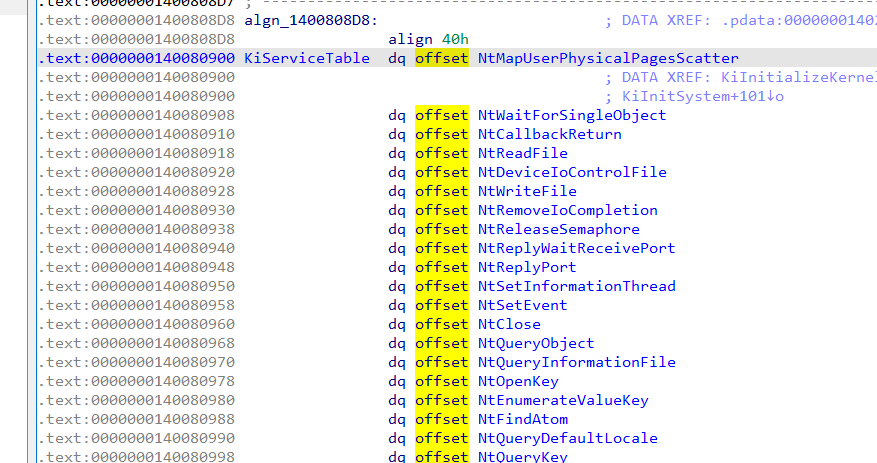 .text:00000001400808D7 ; ---------------------------------------------------------------------------
.text:00000001400808D8 algn_1400808D8: ; DATA XREF: .pdata:00000001402
.text:00000001400808D8 align 40h
.text:0000000140080900 KiServiceTable dq offset NtMapUserPhysicalPagesScatter
.text:0000000140080900 ; DATA XREF: KiInitializeKernel
.text:0000000140080900 ; KiInitSystem+101↓o
.text:0000000140080908 dq offset NtWaitForSingleObject
.text:0000000140080910 dq offset NtCallbackReturn
.text:0000000140080918 dq offset NtReadFile
.text:0000000140080920 dq offset NtDeviceIoControlFile
.text:0000000140080928 dq offset NtWriteFile
.text:0000000140080930 dq offset NtRemoveIoCompletion
.text:0000000140080938 dq offset NtReleaseSemaphore
.text:0000000140080940 dq offset NtReplyWaitReceivePort
.text:0000000140080948 dq offset NtReplyPort
.text:0000000140080950 dq offset NtSetInformationThread
.text:0000000140080958 dq offset NtSetEvent
.text:0000000140080960 dq offset NtClose
.text:0000000140080968 dq offset NtQueryObject
.text:0000000140080970 dq offset NtQueryInformationFile
.text:0000000140080978 dq offset NtOpenKey
.text:0000000140080980 dq offset NtEnumerateValueKey
.text:0000000140080988 dq offset NtFindAtom
.text:0000000140080990 dq offset NtQueryDefaultLocale
.text:0000000140080998 dq offset NtQueryKey